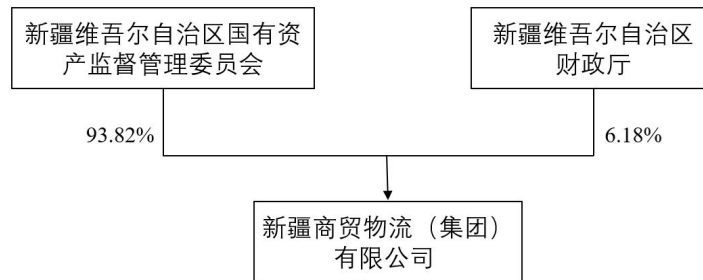 新疆维吾尔自治区国有资
产监督管理委员会
新疆维吾尔自治区
财政厅
93.82%
6.18%
新疆商贸物流（集团）
有限公司